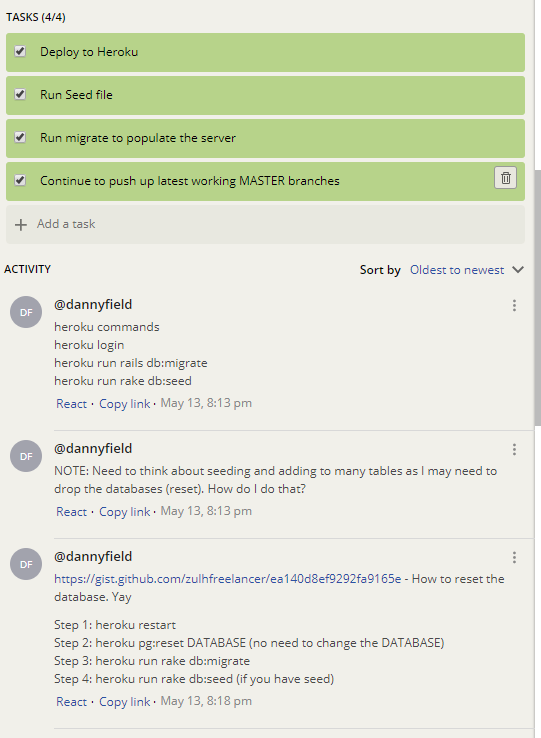 TASKS (4/4)
Deploy to Heroku
Run Seed file
Run migrate to populate the server
Continue to push up latest working MASTER branches
Add a task
ACTIVITY
Sort by Oldest to newest
DF
@dannyfield
heroku commands
heroku login
heroku run rails db:migrate
heroku run rake db:seed
React · Copy link · May 13, 8:13 pm
DF
@dannyfield
NOTE: Need to think about seeding and adding to many tables as I may need to
drop the databases (reset). How do I do that?
React · Copy link · May 13, 8:13 pm
DF
@dannyfield
https://gist.github.com/zulhfreelancer/ea140d8ef9292fa9165e - How to reset the
database. Yay
Step 1: heroku restart
Step 2: heroku pg:reset DATABASE (no need to change the DATABASE)
Step 3: heroku run rake db:migrate
Step 4: heroku run rake db:seed (if you have seed)
React · Copy link · May 13, 8:18 pm